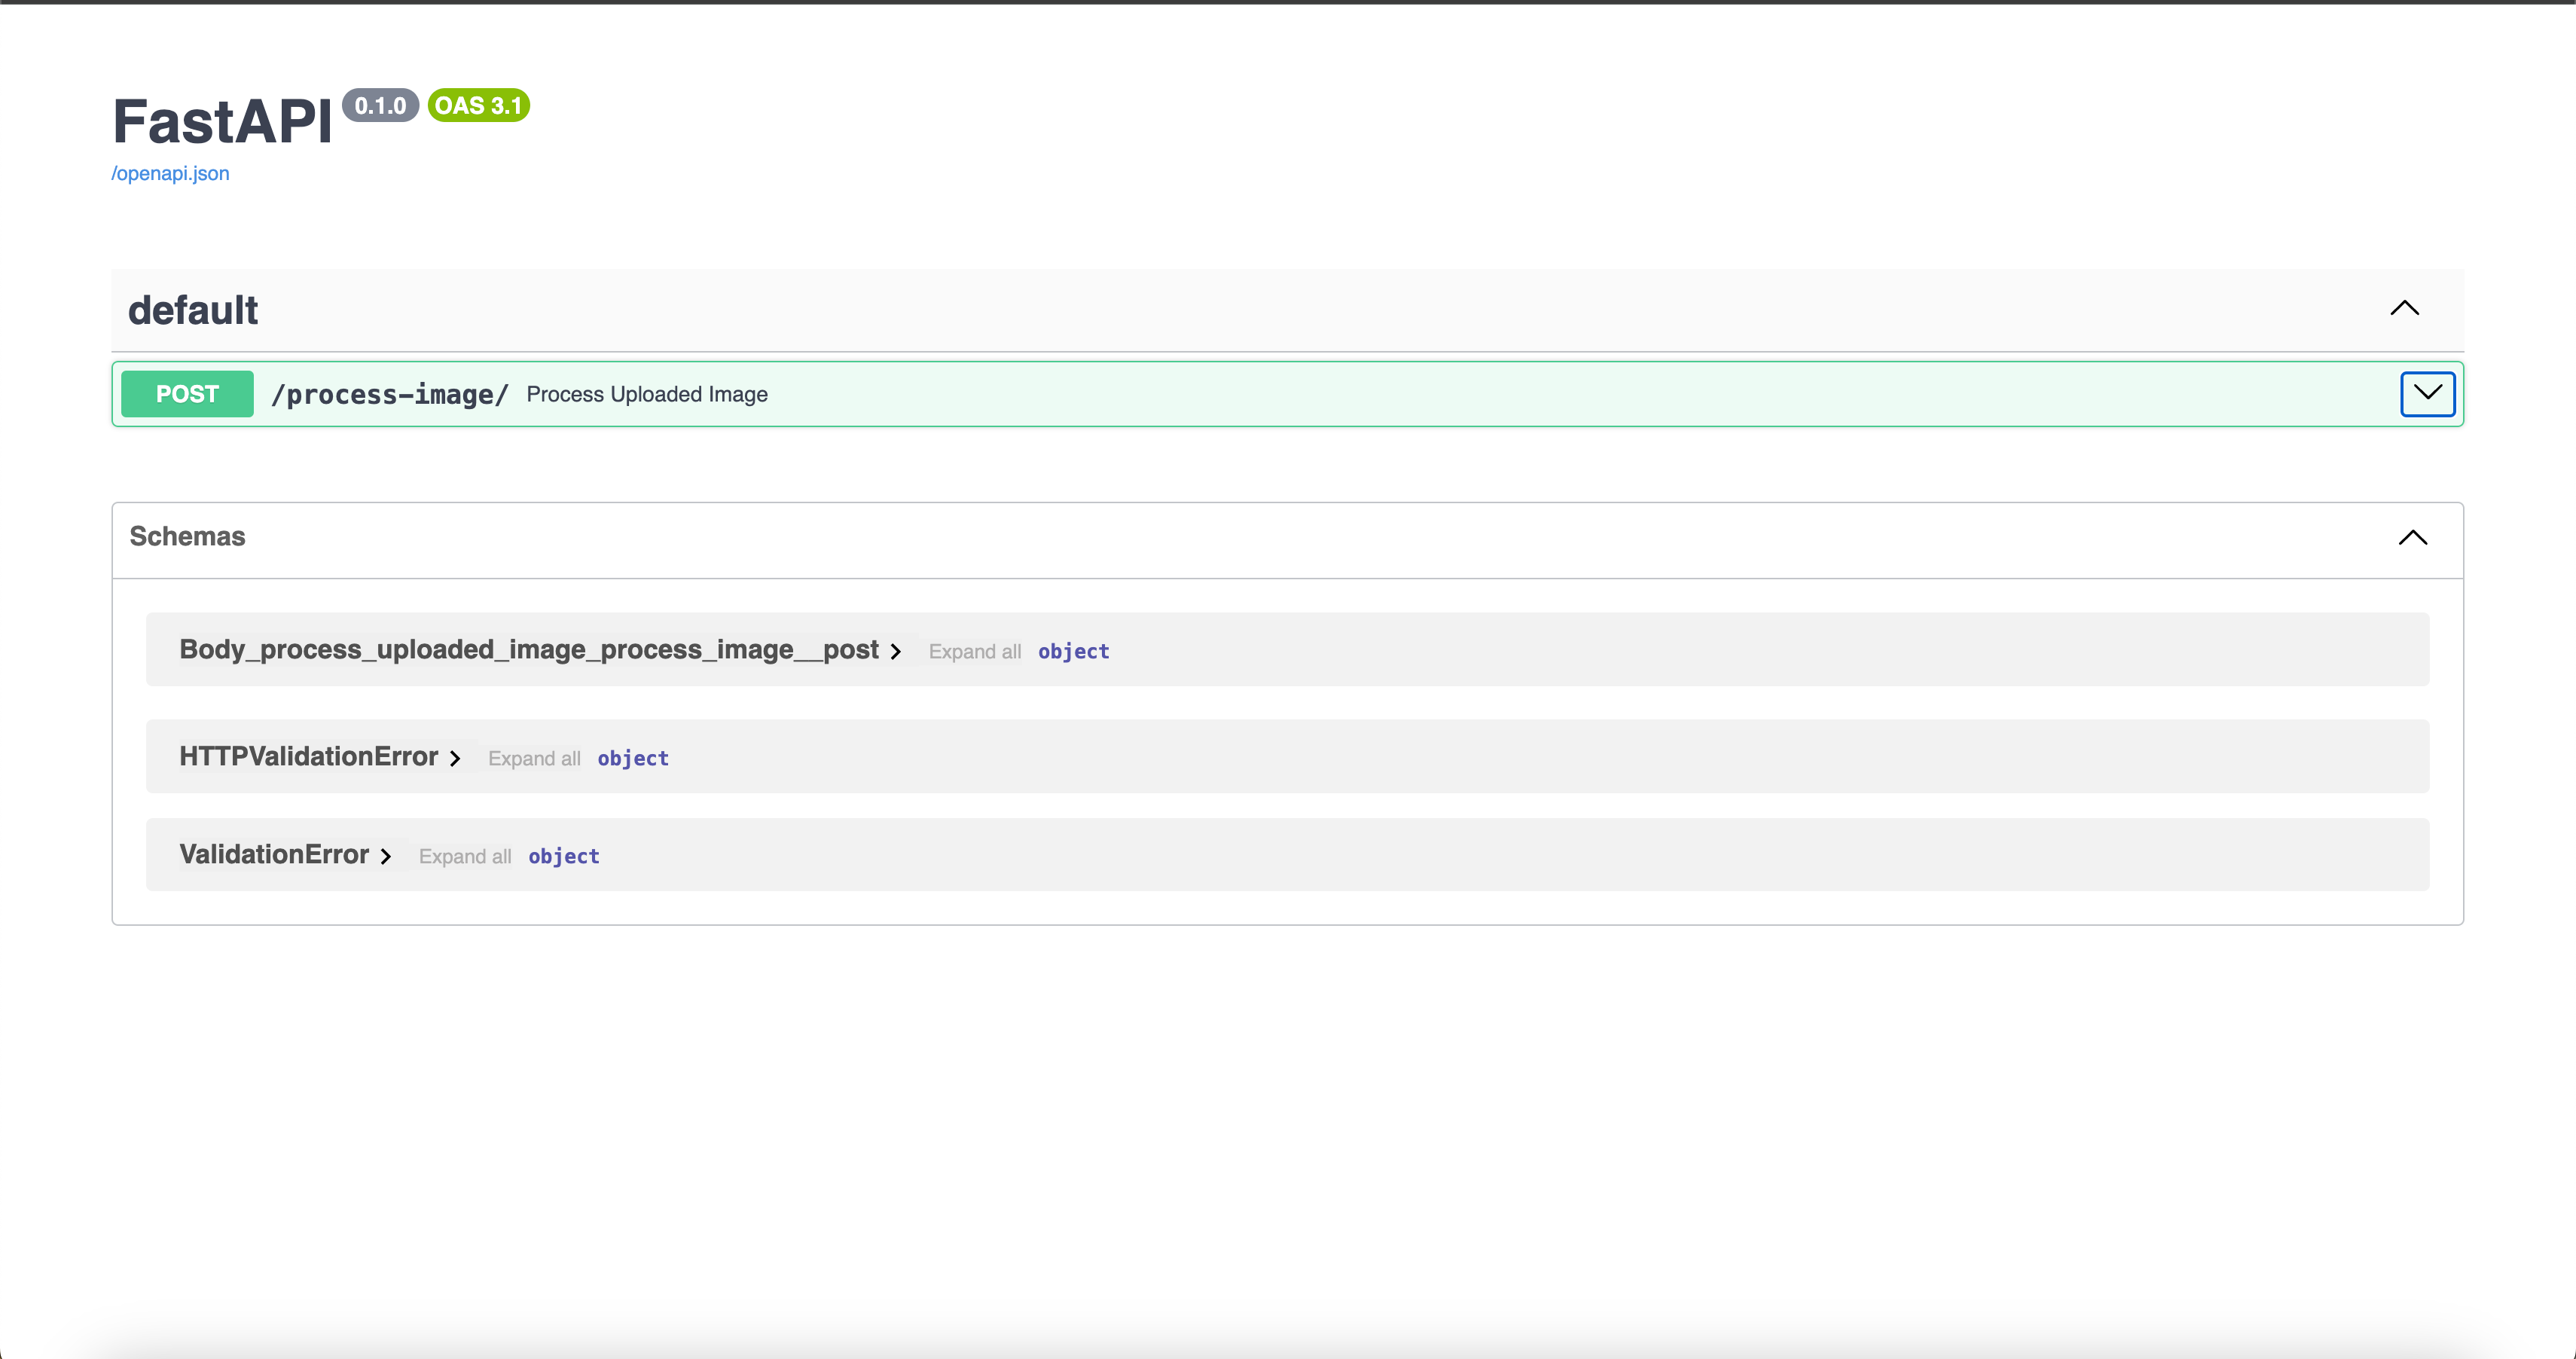 FastAPI 0.1.0 OAS 3.1
/openapi.json
default
POST /process-image/ Process Uploaded Image
Schemas
Body_process_uploaded_image_process_image__post Expand all object
HTTPValidationError Expand all object
ValidationError Expand all object